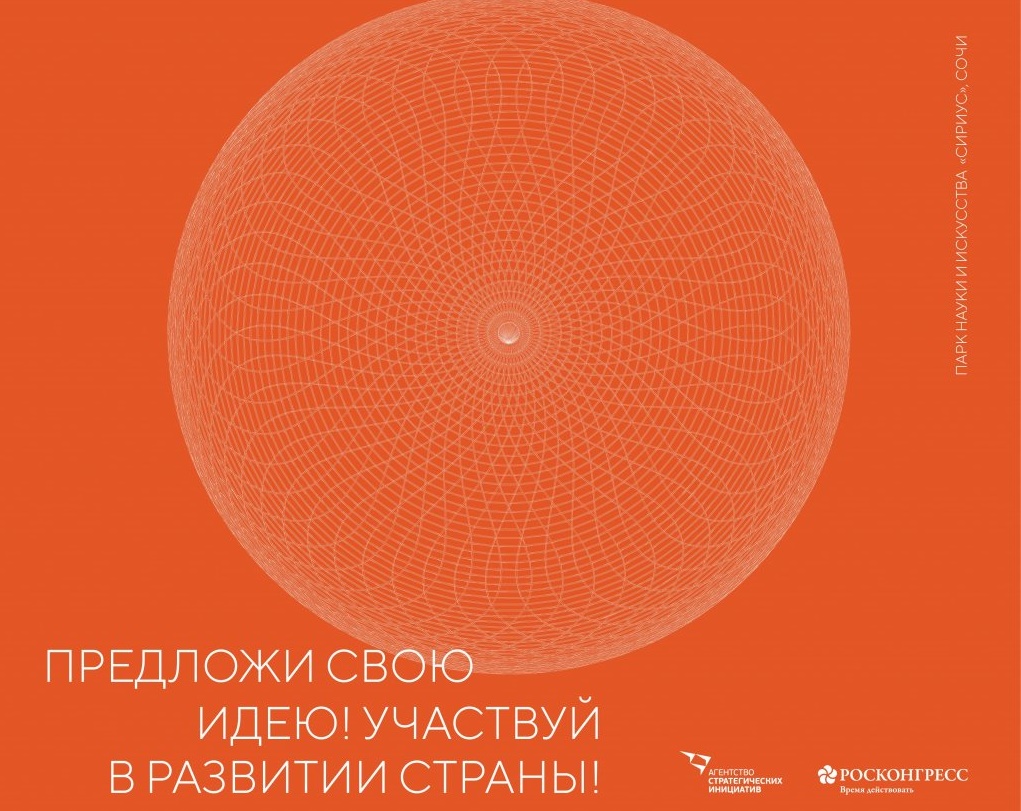 ПАРК НАУКИ И ИСКУССТВА «СИРИУС», СОЧИ
ПРЕДЛОЖИ СВОЮ
ИДЕЮ! УЧАСТВУЙ
В РАЗВИТИИ СТРАНЫ!
АГЕНТСТВО
СТРАТЕГИЧЕСКИХ
ИНИЦИАТИВ
РОСКОНГРЕСС
Время действовать